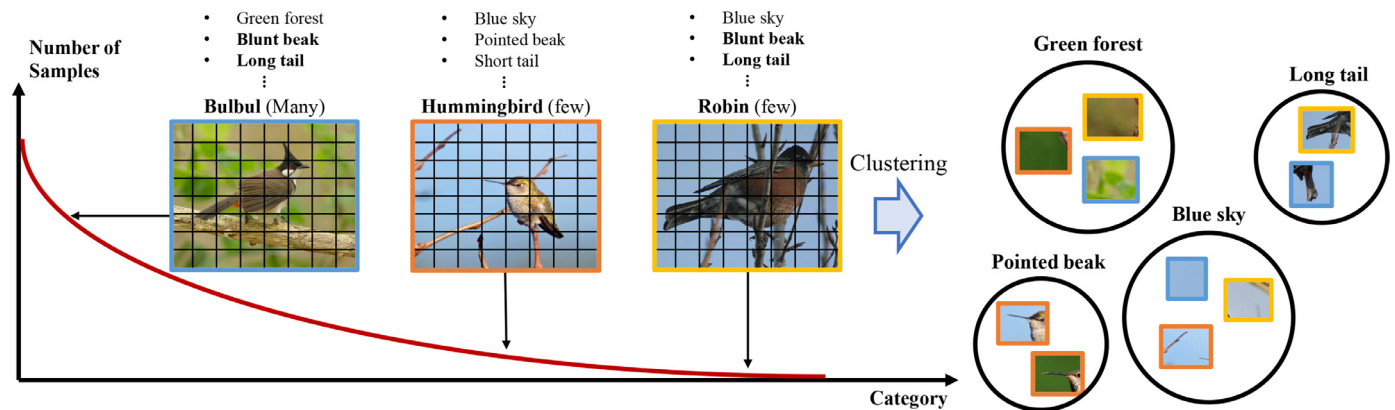 Number of
Samples
• Green forest
• Blunt beak
• Long tail
⋮
Bulbul (Many)
• Blue sky
• Pointed beak
• Short tail
⋮
Hummingbird (few)
• Blue sky
• Blunt beak
• Long tail
⋮
Robin (few)
Category
Clustering
Green forest
Long tail
Blue sky
Pointed beak